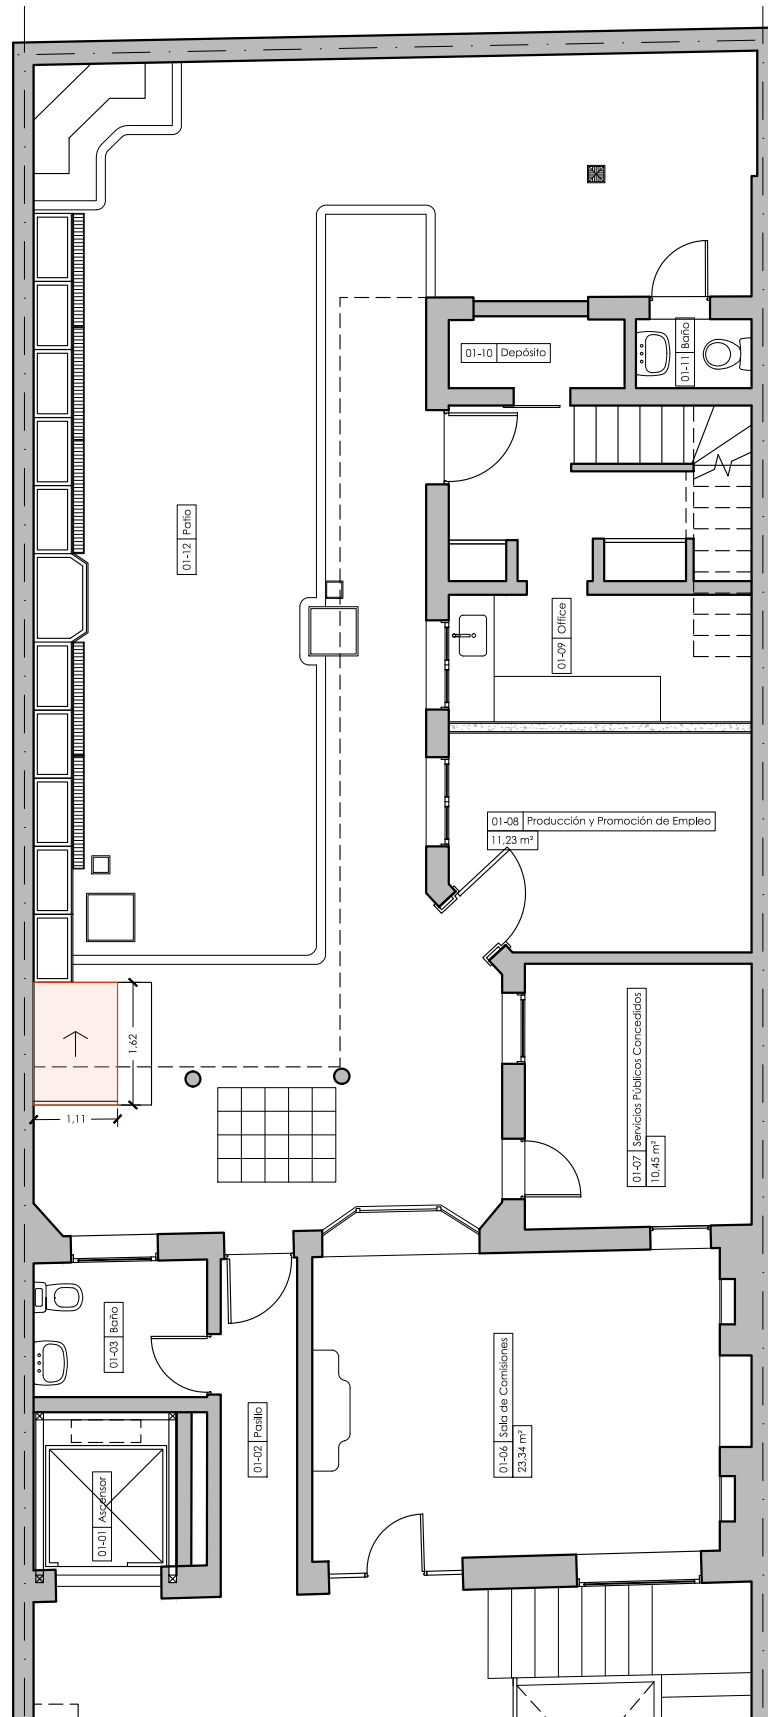 01-10 Depósito
01-11 Baño
01-12 Patio
01-09 Office
01-08 Producción y Promoción de Empleo
11,23 m²
01-07 Servicios Públicos Concedidos
10,45 m²
1,62
1,11
01-03 Baño
01-02 Pasillo
01-06 Sala de Comisiones
23,34 m²
01-01 Ascensor